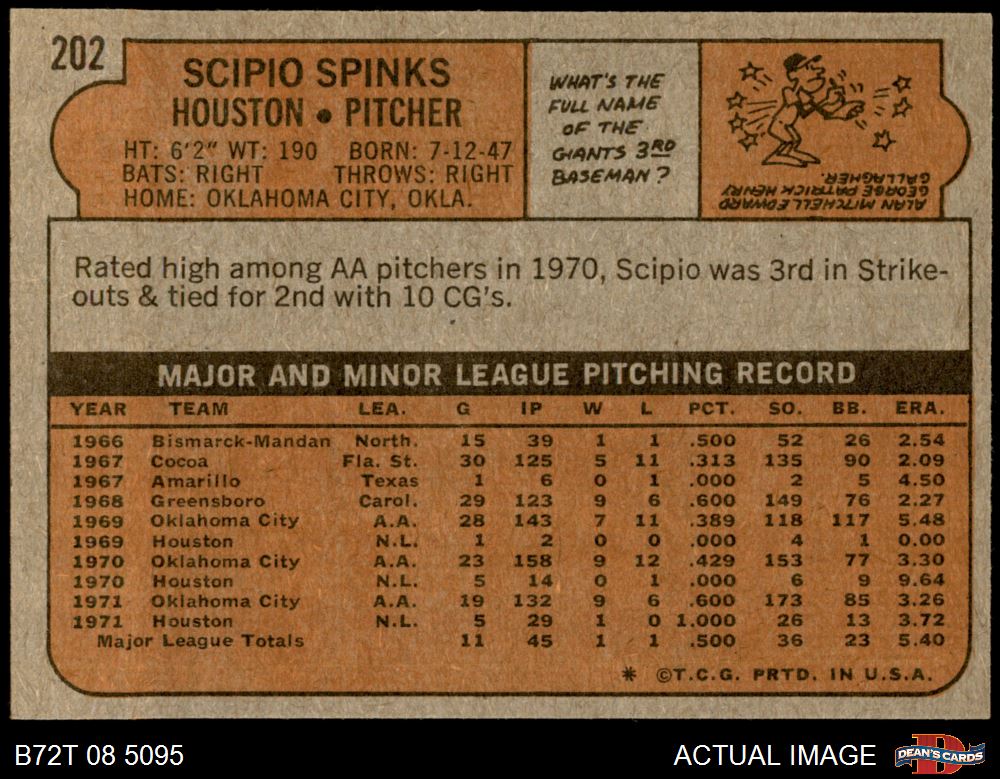 202
SCIPIO SPINKS
HOUSTON • PITCHER
HT: 6'2" WT: 190 BORN: 7-12-47
BATS: RIGHT THROWS: RIGHT
HOME: OKLAHOMA CITY, OKLA.
WHAT'S THE
FULL NAME
OF THE
GIANTS 3RD
BASEMAN?
ALAN MITCHELL EDWARD
GEORGE PATRICK HENRY
GALLAGHER.
Rated high among AA pitchers in 1970, Scipio was 3rd in Strike-
outs & tied for 2nd with 10 CG's.
MAJOR AND MINOR LEAGUE PITCHING RECORD
YEAR TEAM LEA. G IP W L PCT. SO. BB. ERA.
1966 Bismarck-Mandan North. 15 39 1 1 .500 52 26 2.54
1967 Cocoa Fla. St. 30 125 5 11 .313 135 90 2.09
1967 Amarillo Texas 1 6 0 1 .000 2 5 4.50
1968 Greensboro Carol. 29 123 9 6 .600 149 76 2.27
1969 Oklahoma City A.A. 28 143 7 11 .389 118 117 5.48
1969 Houston N.L. 1 2 0 0 .000 4 1 0.00
1970 Oklahoma City A.A. 23 158 9 12 .429 153 77 3.30
1970 Houston N.L. 5 14 0 1 .000 6 9 9.64
1971 Oklahoma City A.A. 19 132 9 6 .600 173 85 3.26
1971 Houston N.L. 5 29 1 0 1.000 26 13 3.72
Major League Totals 11 45 1 1 .500 36 23 5.40
* ©T.C.G. PRTD. IN U.S.A.
B72T 08 5095
ACTUAL IMAGE
DEAN'S CARDS